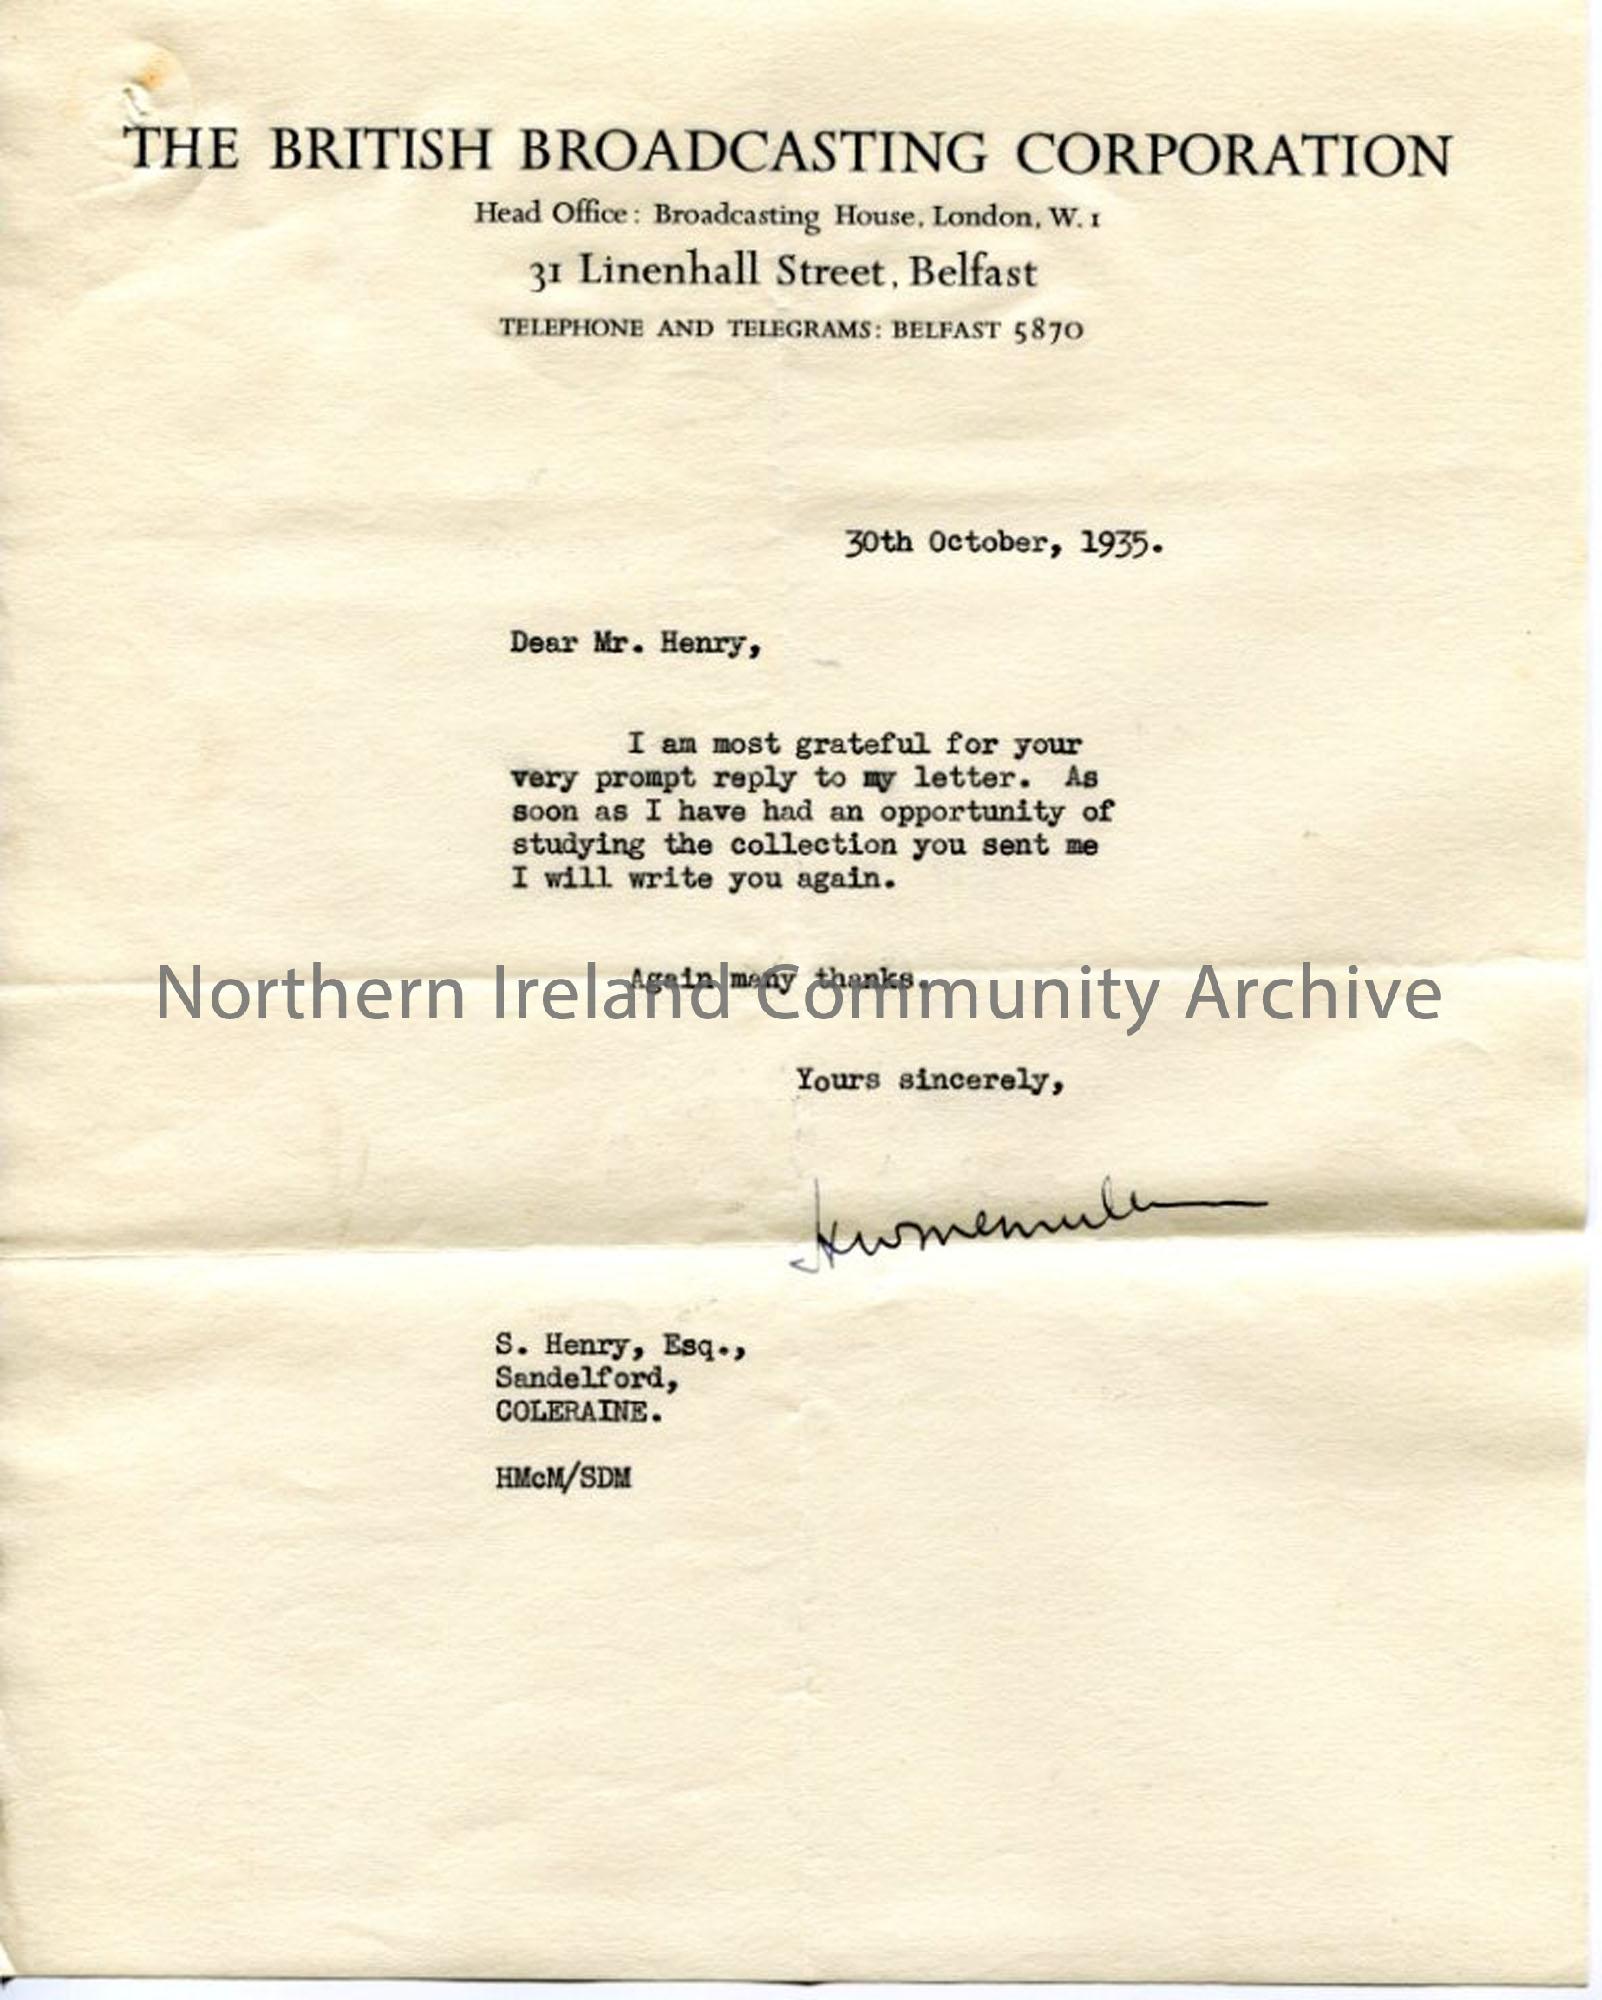 THE BRITISH BROADCASTING CORPORATION
Head Office: Broadcasting House, London, W. 1
31 Linenhall Street, Belfast
TELEPHONE AND TELEGRAMS: BELFAST 5870
30th October, 1935.
Dear Mr. Henry,
I am most grateful for your
very prompt reply to my letter. As
soon as I have had an opportunity of
studying the collection you sent me
I will write you again.
Again many thanks.
Northern Ireland Community Archive
Yours sincerely,
S. Henry, Esq.,
Sandelford,
COLERAINE.
HMcM/SDM